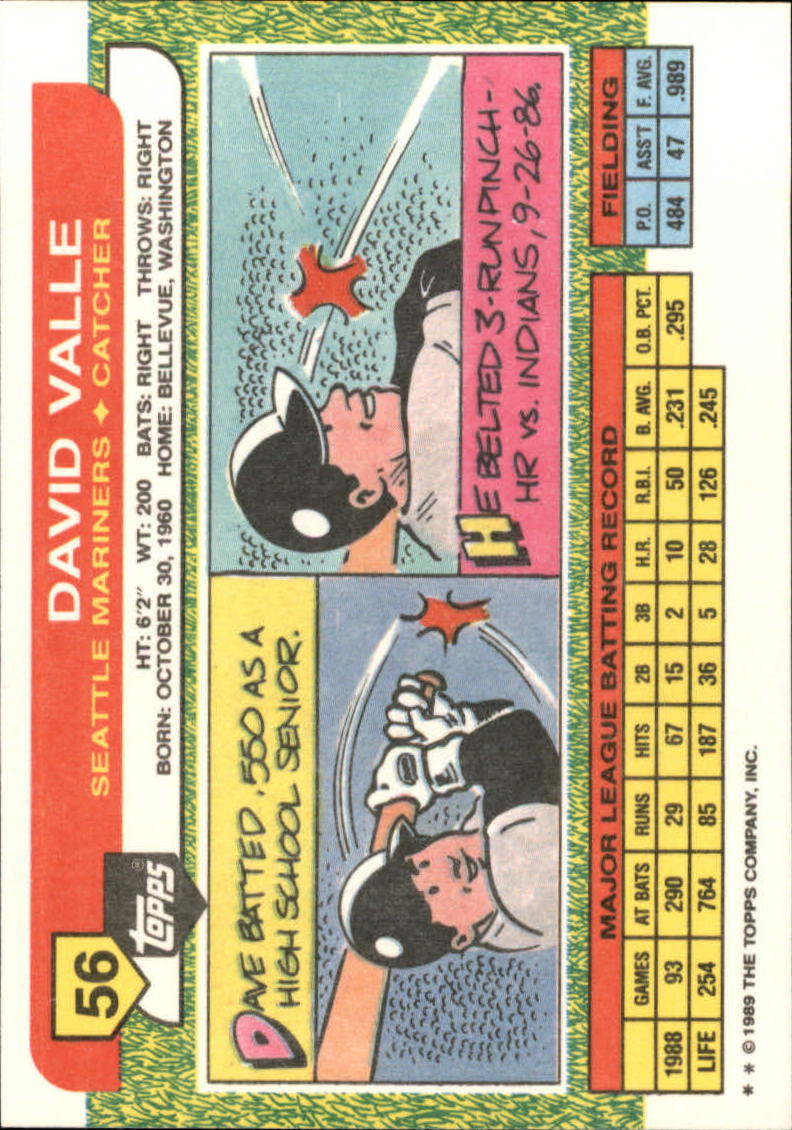 56
DAVID VALLE
SEATTLE MARINERS ✦ CATCHER
TOPPS®
HT: 6'2" WT: 200 BATS: RIGHT THROWS: RIGHT
BORN: OCTOBER 30, 1960 HOME: BELLEVUE, WASHINGTON
DAVE BATTED .550 AS A
HIGH SCHOOL SENIOR.
HE BELTED 3-RUN PINCH-
HR VS. INDIANS, 9-26-86.
MAJOR LEAGUE BATTING RECORD
GAMES AT BATS RUNS HITS 2B 3B H.R. R.B.I. B. AVG. O.B. PCT.
1988 93 290 29 67 15 2 10 50 .231 .295
LIFE 254 764 85 187 36 5 28 126 .245
FIELDING
P.O. ASS'T F. AVG.
484 47 .989
* * © 1989 THE TOPPS COMPANY, INC.